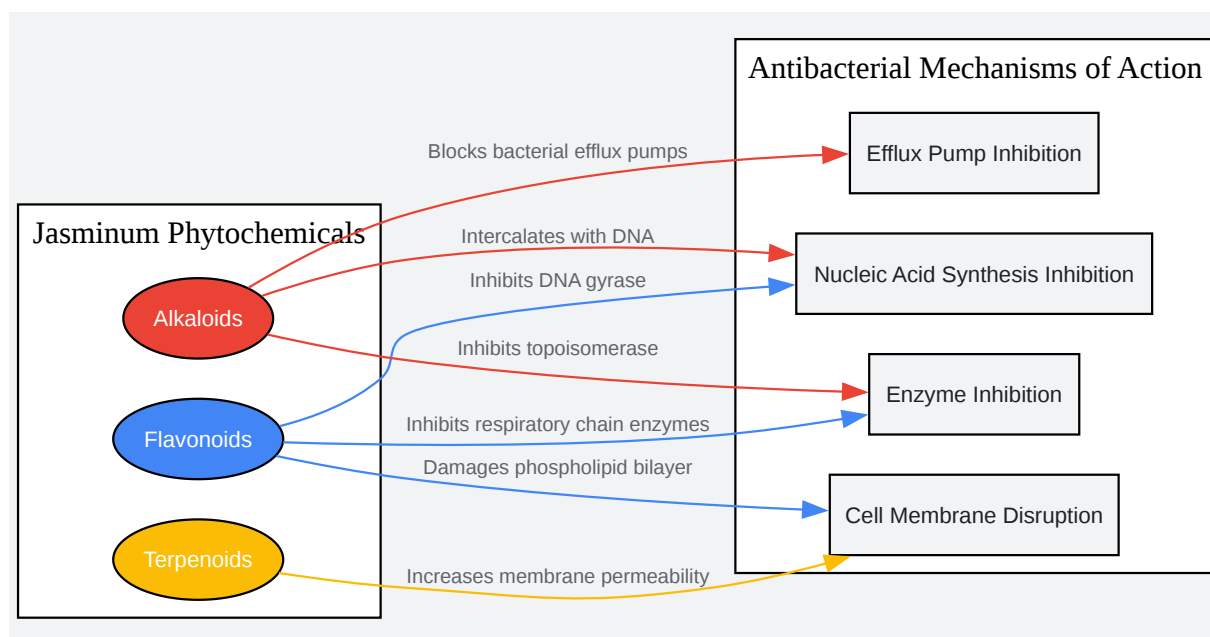 Jasminum Phytochemicals
Alkaloids
Flavonoids
Terpenoids
Blocks bacterial efflux pumps
Intercalates with DNA
Inhibits DNA gyrase
Inhibits topoisomerase
Inhibits respiratory chain enzymes
Damages phospholipid bilayer
Increases membrane permeability
Antibacterial Mechanisms of Action
Efflux Pump Inhibition
Nucleic Acid Synthesis Inhibition
Enzyme Inhibition
Cell Membrane Disruption